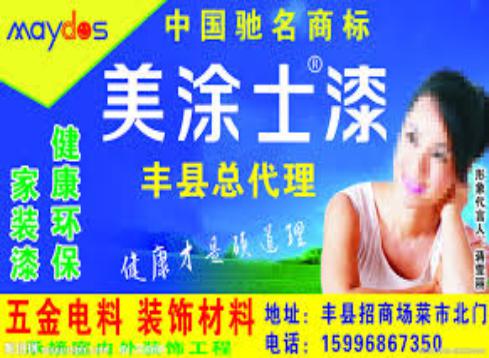 maydos
中国驰名商标
美涂士®漆
丰县总代理
健康环保
家装漆
健康才是硬道理
形象代言人：蒋雯丽
五金电料 装饰材料
地址：丰县招商场菜市北门
电话：15996867350